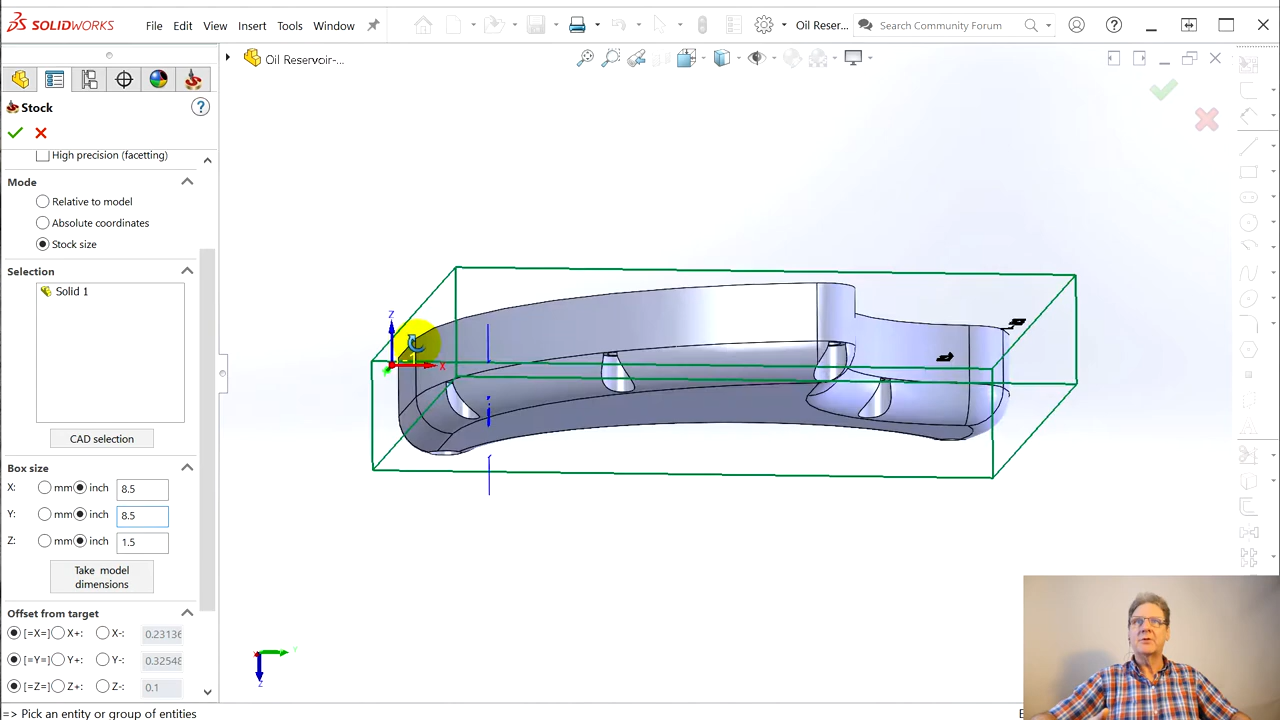 SOLIDWORKS File Edit View Insert Tools Window Oil Reser... Search Community Forum
Oil Reservoir-...
Stock
High precision (facetting)
Mode
Relative to model
Absolute coordinates
Stock size
Selection
Solid 1
CAD selection
Box size
X: mm inch 8.5
Y: mm inch 8.5
Z: mm inch 1.5
Take model
dimensions
Offset from target
[=X=] X+: X-: 0.23136
[=Y=] Y+: Y-: 0.32548
[=Z=] Z+: Z-: 0.1
=> Pick an entity or group of entities
Z
X
Y
Z